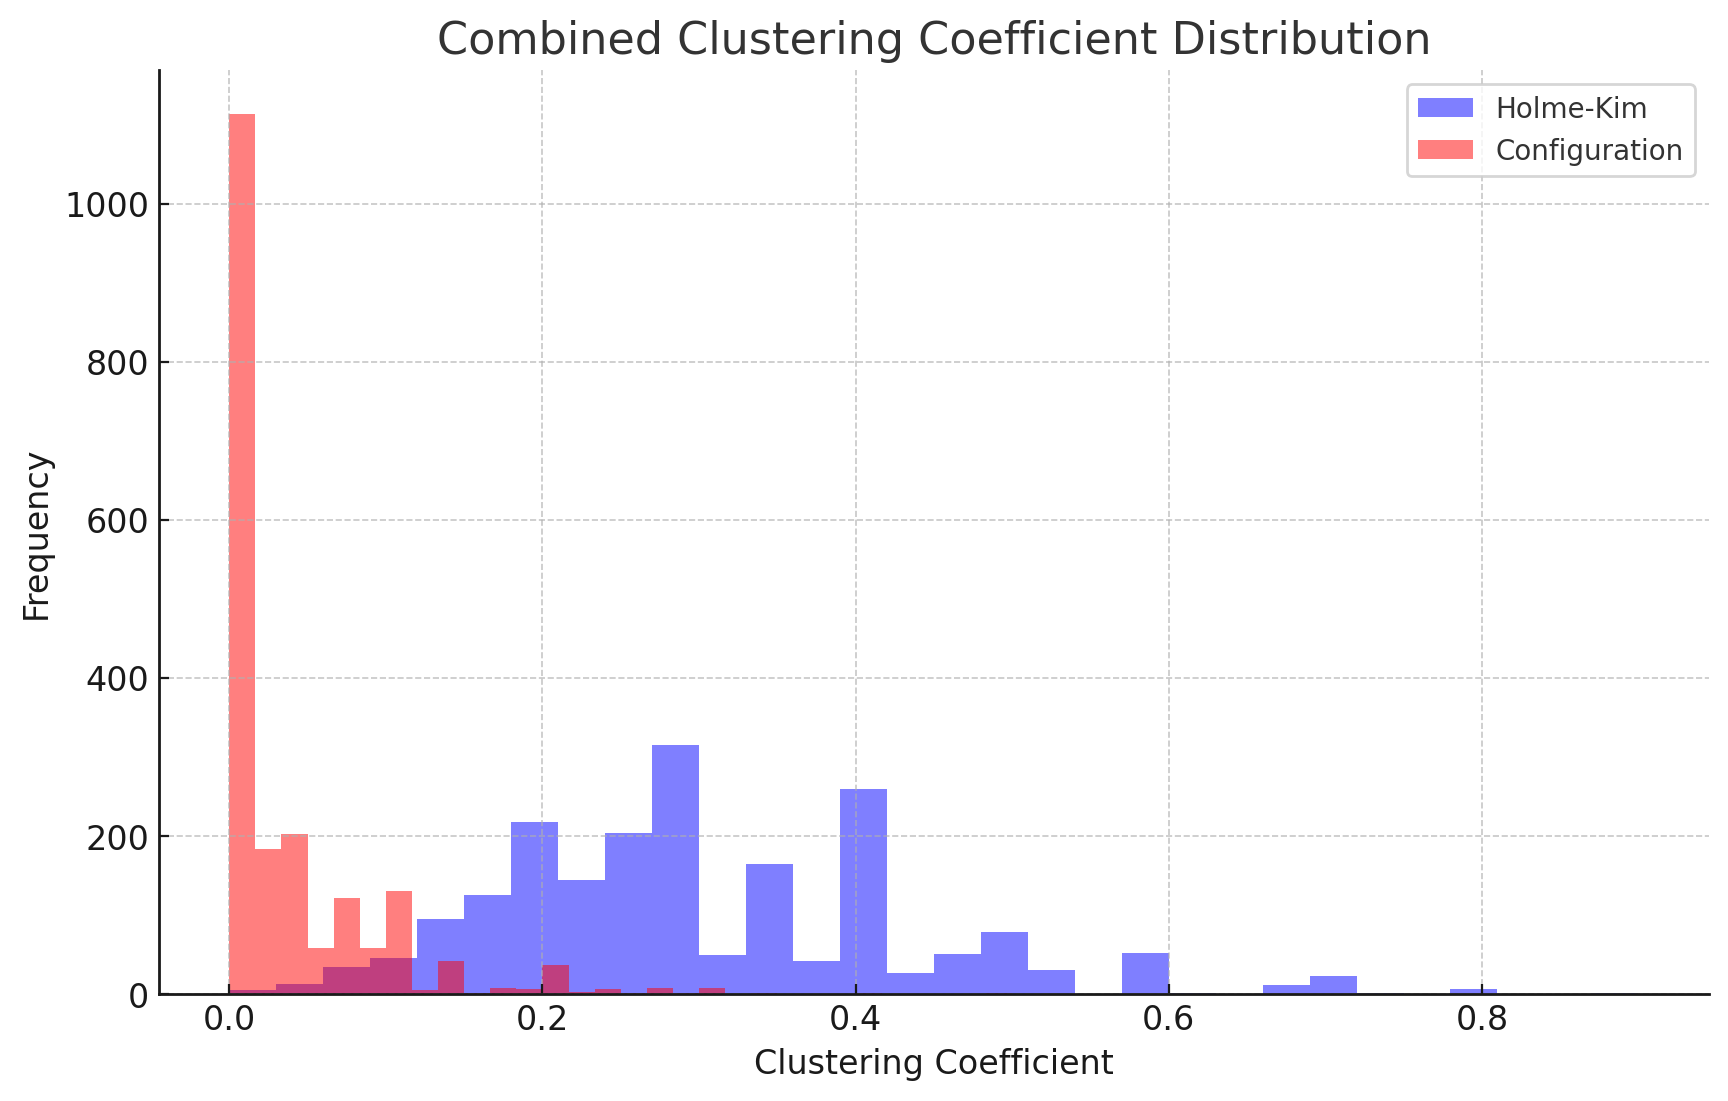 Combined Clustering Coefficient Distribution
Holme-Kim
Configuration
Frequency
1000
800
600
400
200
0
0.0 0.2 0.4 0.6 0.8
Clustering Coefficient